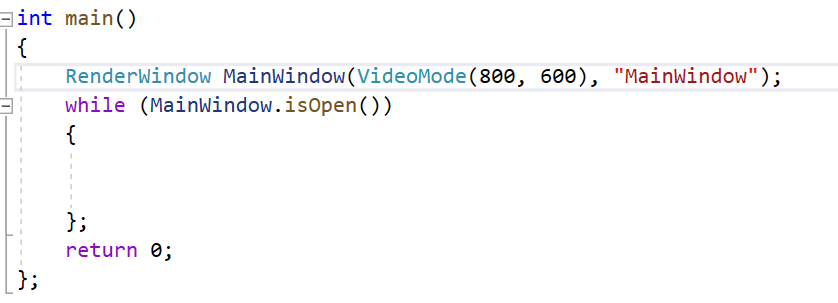 int main()
{
    RenderWindow MainWindow(VideoMode(800, 600), "MainWindow");
    while (MainWindow.isOpen())
    {
    };
    return 0;
};